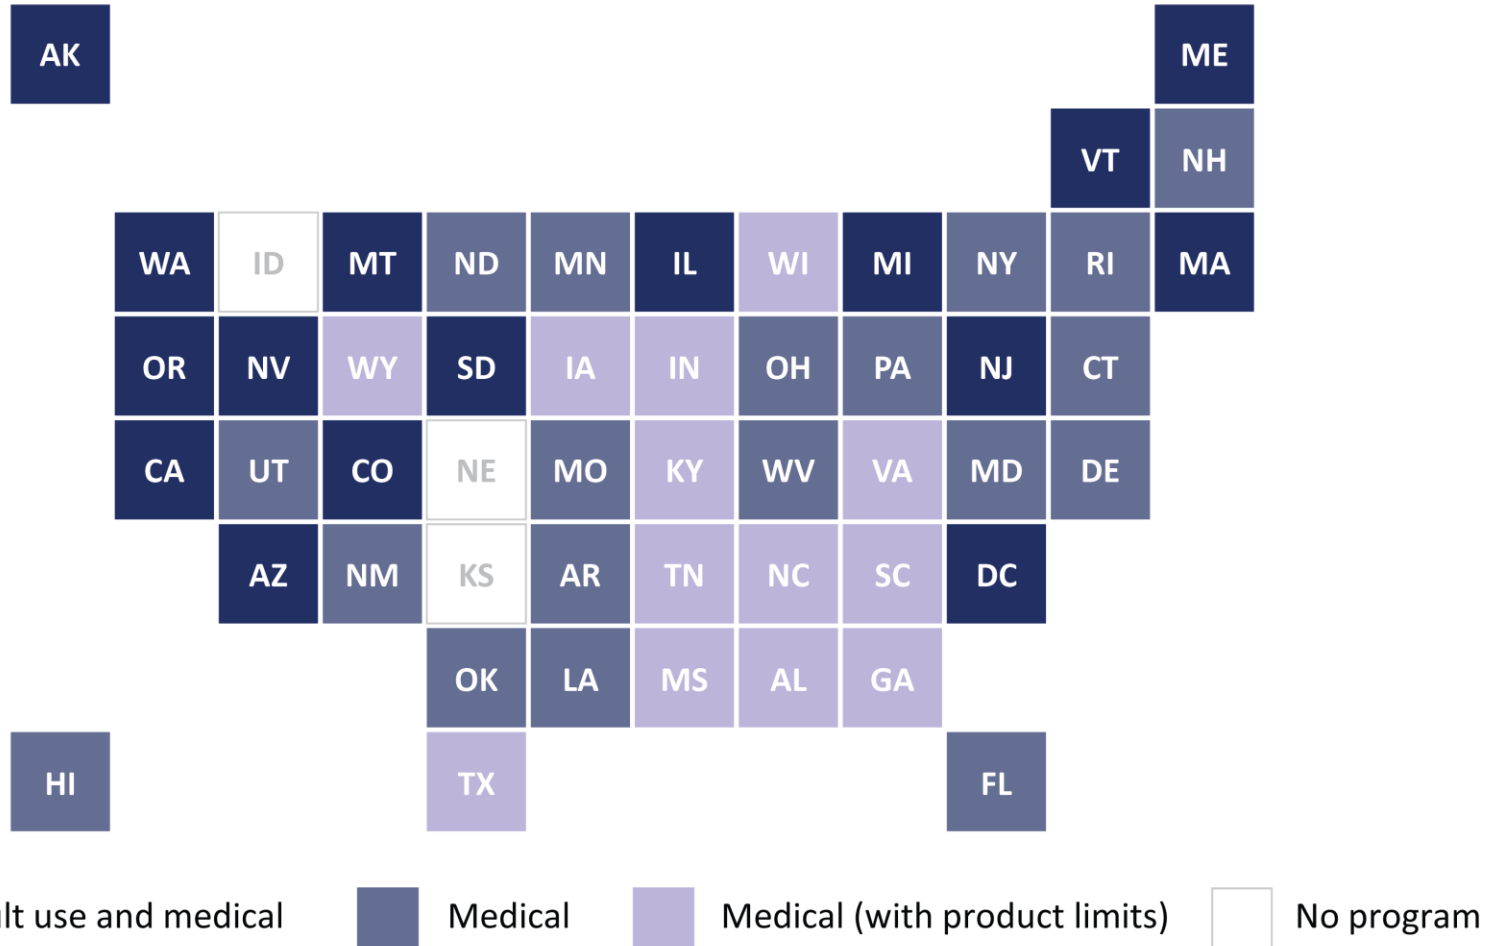 AK ME
VT NH
WA ID MT ND MN IL WI MI NY RI MA
OR NV WY SD IA IN OH PA NJ CT
CA UT CO NE MO KY WV VA MD DE
AZ NM KS AR TN NC SC DC
OK LA MS AL GA
HI TX FL
lt use and medical Medical Medical (with product limits) No program